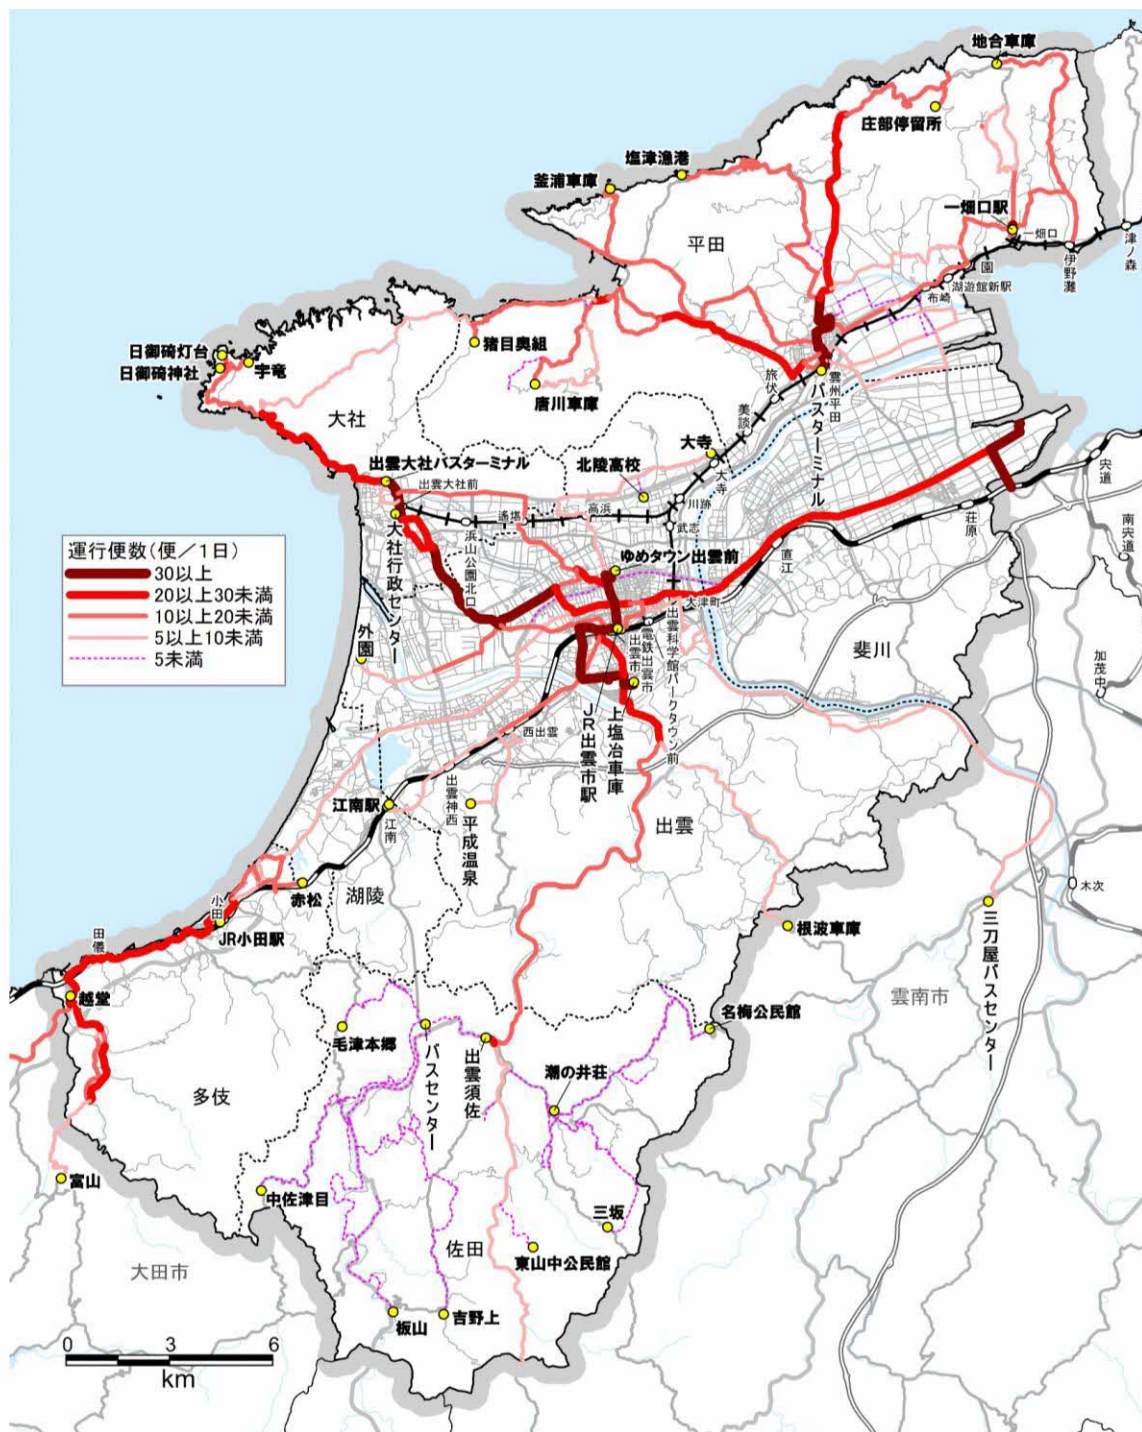 地合車庫
庄部停留所
塩津漁港
釜浦車庫
一畑口駅
一畑口
平田
園
湖遊館新駅
布崎
伊野灘
津ノ森
日御碕灯台
日御碕神社
宇竜
猪目奥組
唐川車庫
大社
旅伏
美談
雲州平田
バスターミナル
大寺
大寺
北陵高校
出雲大社バスターミナル
出雲大社前
遙堪
高浜
川跡
武志
浜山公園北口
大社行政センター
運行便数(便/1日)
30以上
20以上30未満
10以上20未満
5以上10未満
5未満
ゆめタウン出雲前
直江
荘原
宍道
南宍道
大津町
出雲科学館パークタウン前
電鉄出雲市
出雲市
外園
斐川
加茂中
西出雲
JR出雲市駅
上塩冶車庫
出雲神西
江南駅
江南
平成温泉
出雲
湖陵
赤松
小田
JR小田駅
田儀
越堂
木次
根波車庫
三刀屋バスセンター
雲南市
名梅公民館
毛津本郷
バスセンター
出雲須佐
潮の井荘
多伎
富山
中佐津目
三坂
佐田
東山中公民館
大田市
板山
吉野上
0 3 6
km